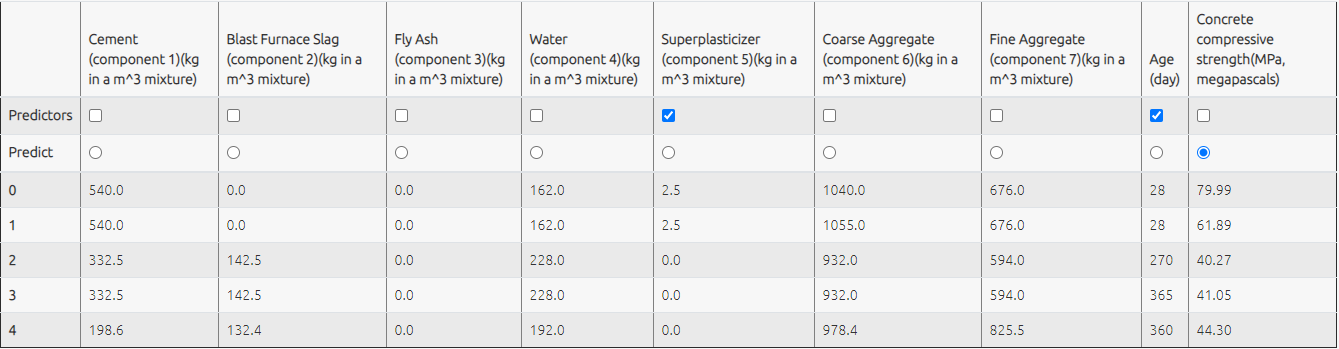 Cement (component 1)(kg in a m^3 mixture) Blast Furnace Slag (component 2)(kg in a m^3 mixture) Fly Ash (component 3)(kg in a m^3 mixture) Water (component 4)(kg in a m^3 mixture) Superplasticizer (component 5)(kg in a m^3 mixture) Coarse Aggregate (component 6)(kg in a m^3 mixture) Fine Aggregate (component 7)(kg in a m^3 mixture) Age (day) Concrete compressive strength(MPa, megapascals)
Predictors
Predict
0 540.0 0.0 0.0 162.0 2.5 1040.0 676.0 28 79.99
1 540.0 0.0 0.0 162.0 2.5 1055.0 676.0 28 61.89
2 332.5 142.5 0.0 228.0 0.0 932.0 594.0 270 40.27
3 332.5 142.5 0.0 228.0 0.0 932.0 594.0 365 41.05
4 198.6 132.4 0.0 192.0 0.0 978.4 825.5 360 44.30